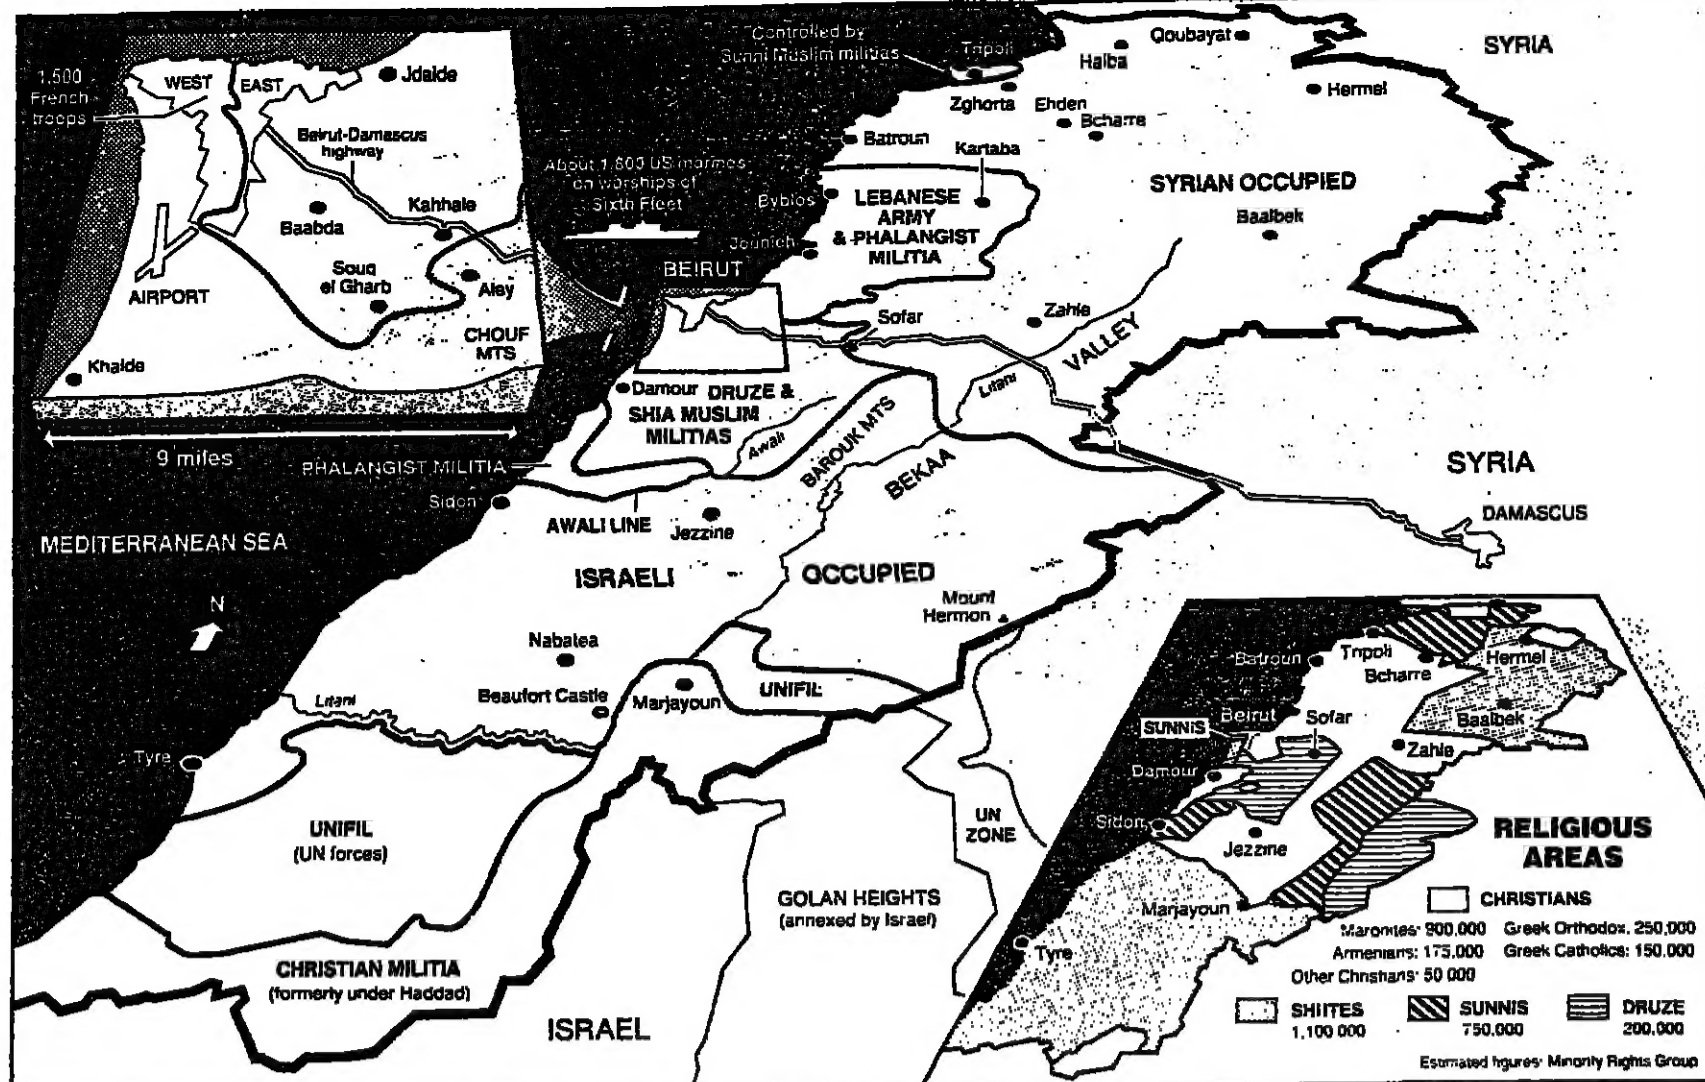 1,500
French
troops
WEST
EAST
Jdaide
Beirut-Damascus
highway
Kahhale
Baabda
Souq
el Gharb
Aley
AIRPORT
CHOUF
MTS
Khalde
9 miles
Controlled by
Sunni Muslim militias
Tripoli
Halba
Qoubayat
SYRIA
Hermel
Zghorta
Ehden
Bcharre
Batroun
Kartaba
About 1,800 US marines
on warships of
Sixth Fleet
Byblos
LEBANESE
ARMY
& PHALANGIST
MILITIA
SYRIAN OCCUPIED
Baalbek
Jounieh
BEIRUT
Sofar
Zahle
VALLEY
Litani
Damour
DRUZE &
SHIA MUSLIM
MILITIAS
Awali
BAROUK MTS
BEKAA
PHALANGIST MILITIA
Sidon
AWALI LINE
Jezzine
SYRIA
DAMASCUS
MEDITERRANEAN SEA
N
ISRAELI
OCCUPIED
Mount
Hermon
Nabatea
Beaufort Castle
Marjayoun
UNIFIL
Litani
Tyre
UNIFIL
(UN forces)
UN
ZONE
GOLAN HEIGHTS
(annexed by Israel)
CHRISTIAN MILITIA
(formerly under Haddad)
ISRAEL
Batroun
Tripoli
Bcharre
Hermel
Beirut
Sofar
Baalbek
SUNNIS
Zahle
Damour
Sidon
Jezzine
Marjayoun
Tyre
RELIGIOUS
AREAS
CHRISTIANS
Maronites: 900,000 Greek Orthodox: 250,000
Armenians: 175,000 Greek Catholics: 150,000
Other Christians: 50 000
SHIITES
1,100 000
SUNNIS
750,000
DRUZE
200,000
Estimated figures: Minority Rights Group